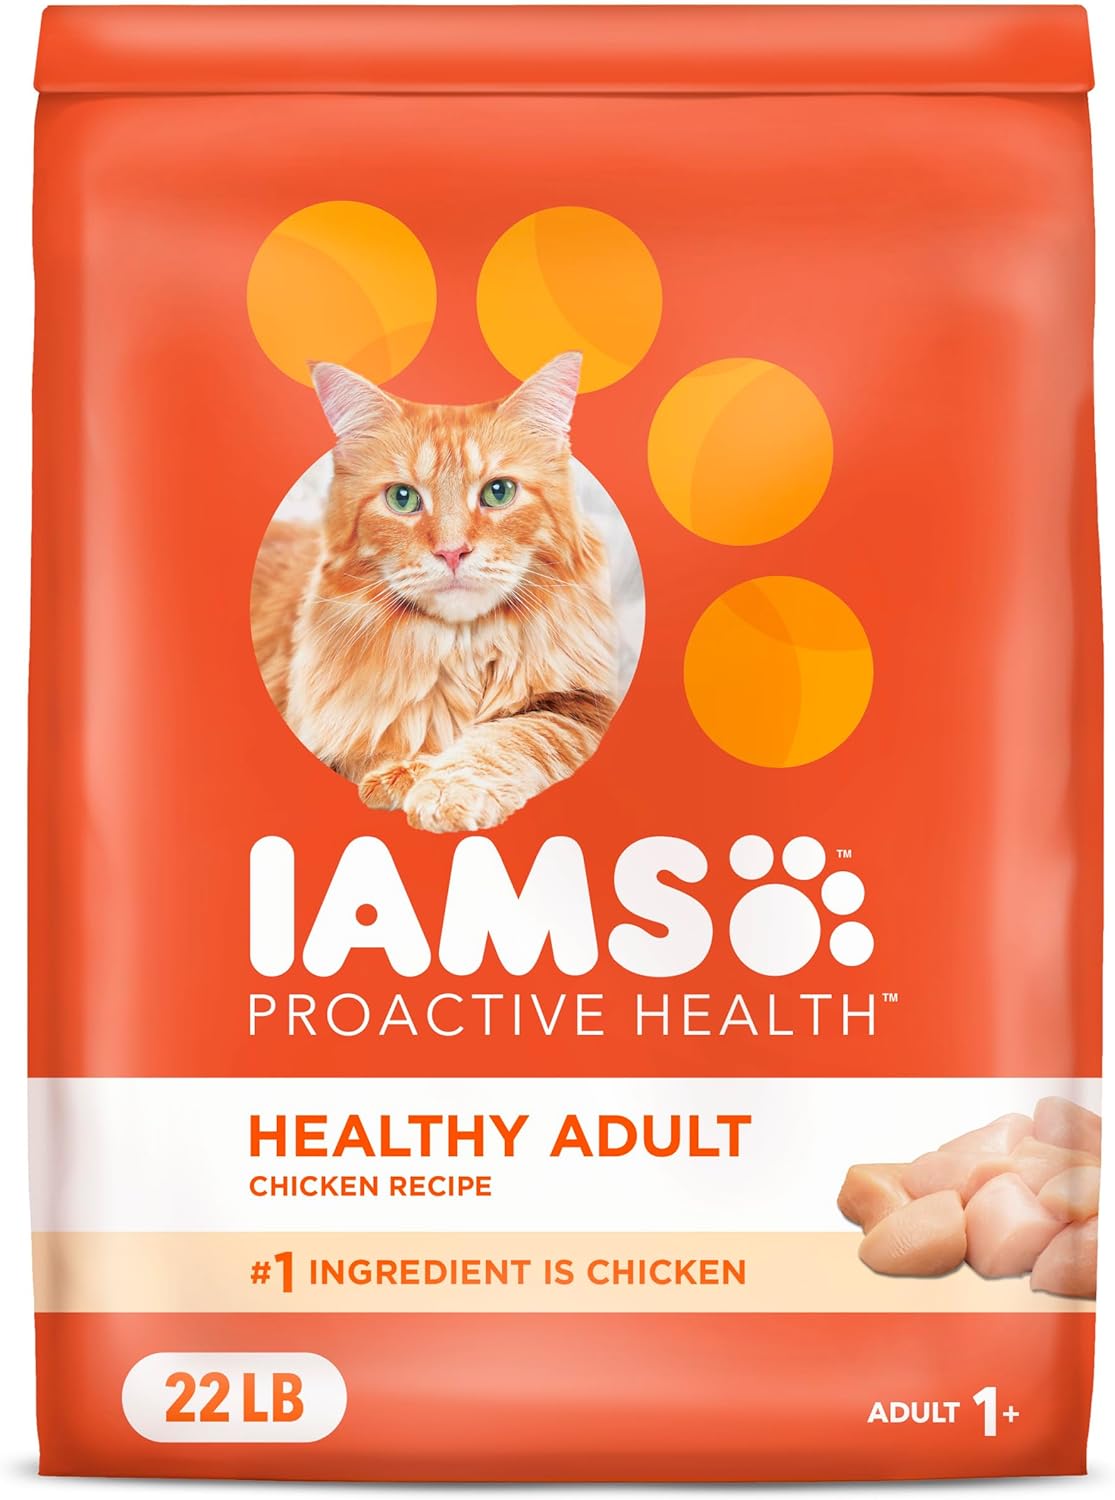 IAMS™
PROACTIVE HEALTH™
HEALTHY ADULT
CHICKEN RECIPE
#1 INGREDIENT IS CHICKEN
22 LB
ADULT 1+